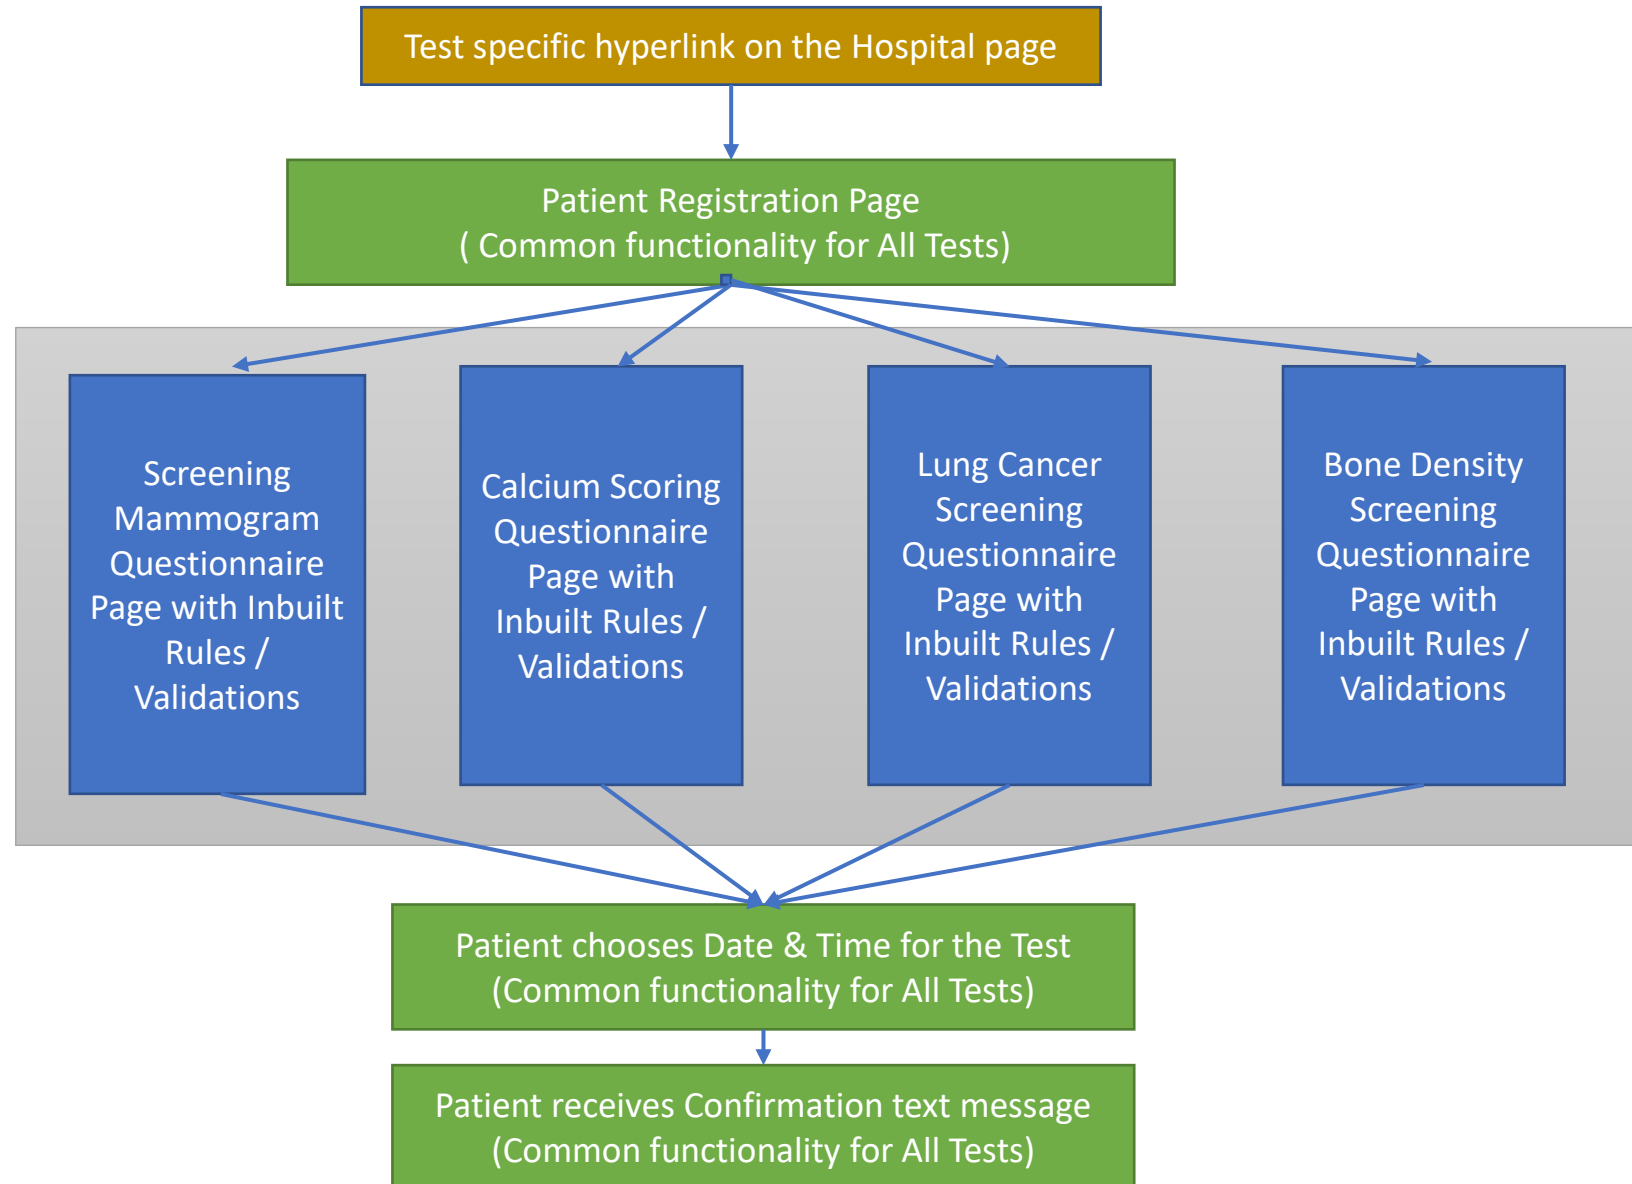 Test specific hyperlink on the Hospital page
Patient Registration Page
( Common functionality for All Tests)
Screening
Mammogram
Questionnaire
Page with Inbuilt
Rules /
Validations
Calcium Scoring
Questionnaire
Page with
Inbuilt Rules /
Validations
Lung Cancer
Screening
Questionnaire
Page with
Inbuilt Rules /
Validations
Bone Density
Screening
Questionnaire
Page with
Inbuilt Rules /
Validations
Patient chooses Date & Time for the Test
(Common functionality for All Tests)
Patient receives Confirmation text message
(Common functionality for All Tests)